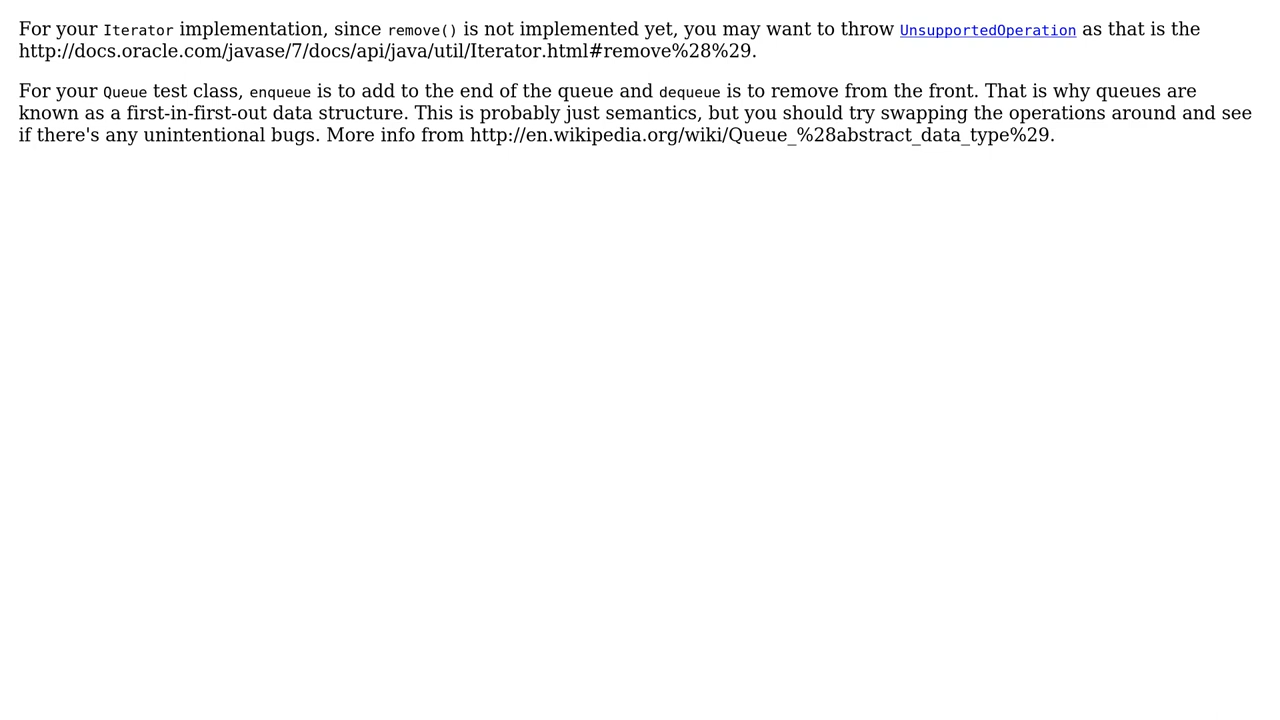 For your Iterator implementation, since remove() is not implemented yet, you may want to throw UnsupportedOperation as that is the
http://docs.oracle.com/javase/7/docs/api/java/util/Iterator.html#remove%28%29.
For your Queue test class, enqueue is to add to the end of the queue and dequeue is to remove from the front. That is why queues are
known as a first-in-first-out data structure. This is probably just semantics, but you should try swapping the operations around and see
if there's any unintentional bugs. More info from http://en.wikipedia.org/wiki/Queue_%28abstract_data_type%29.